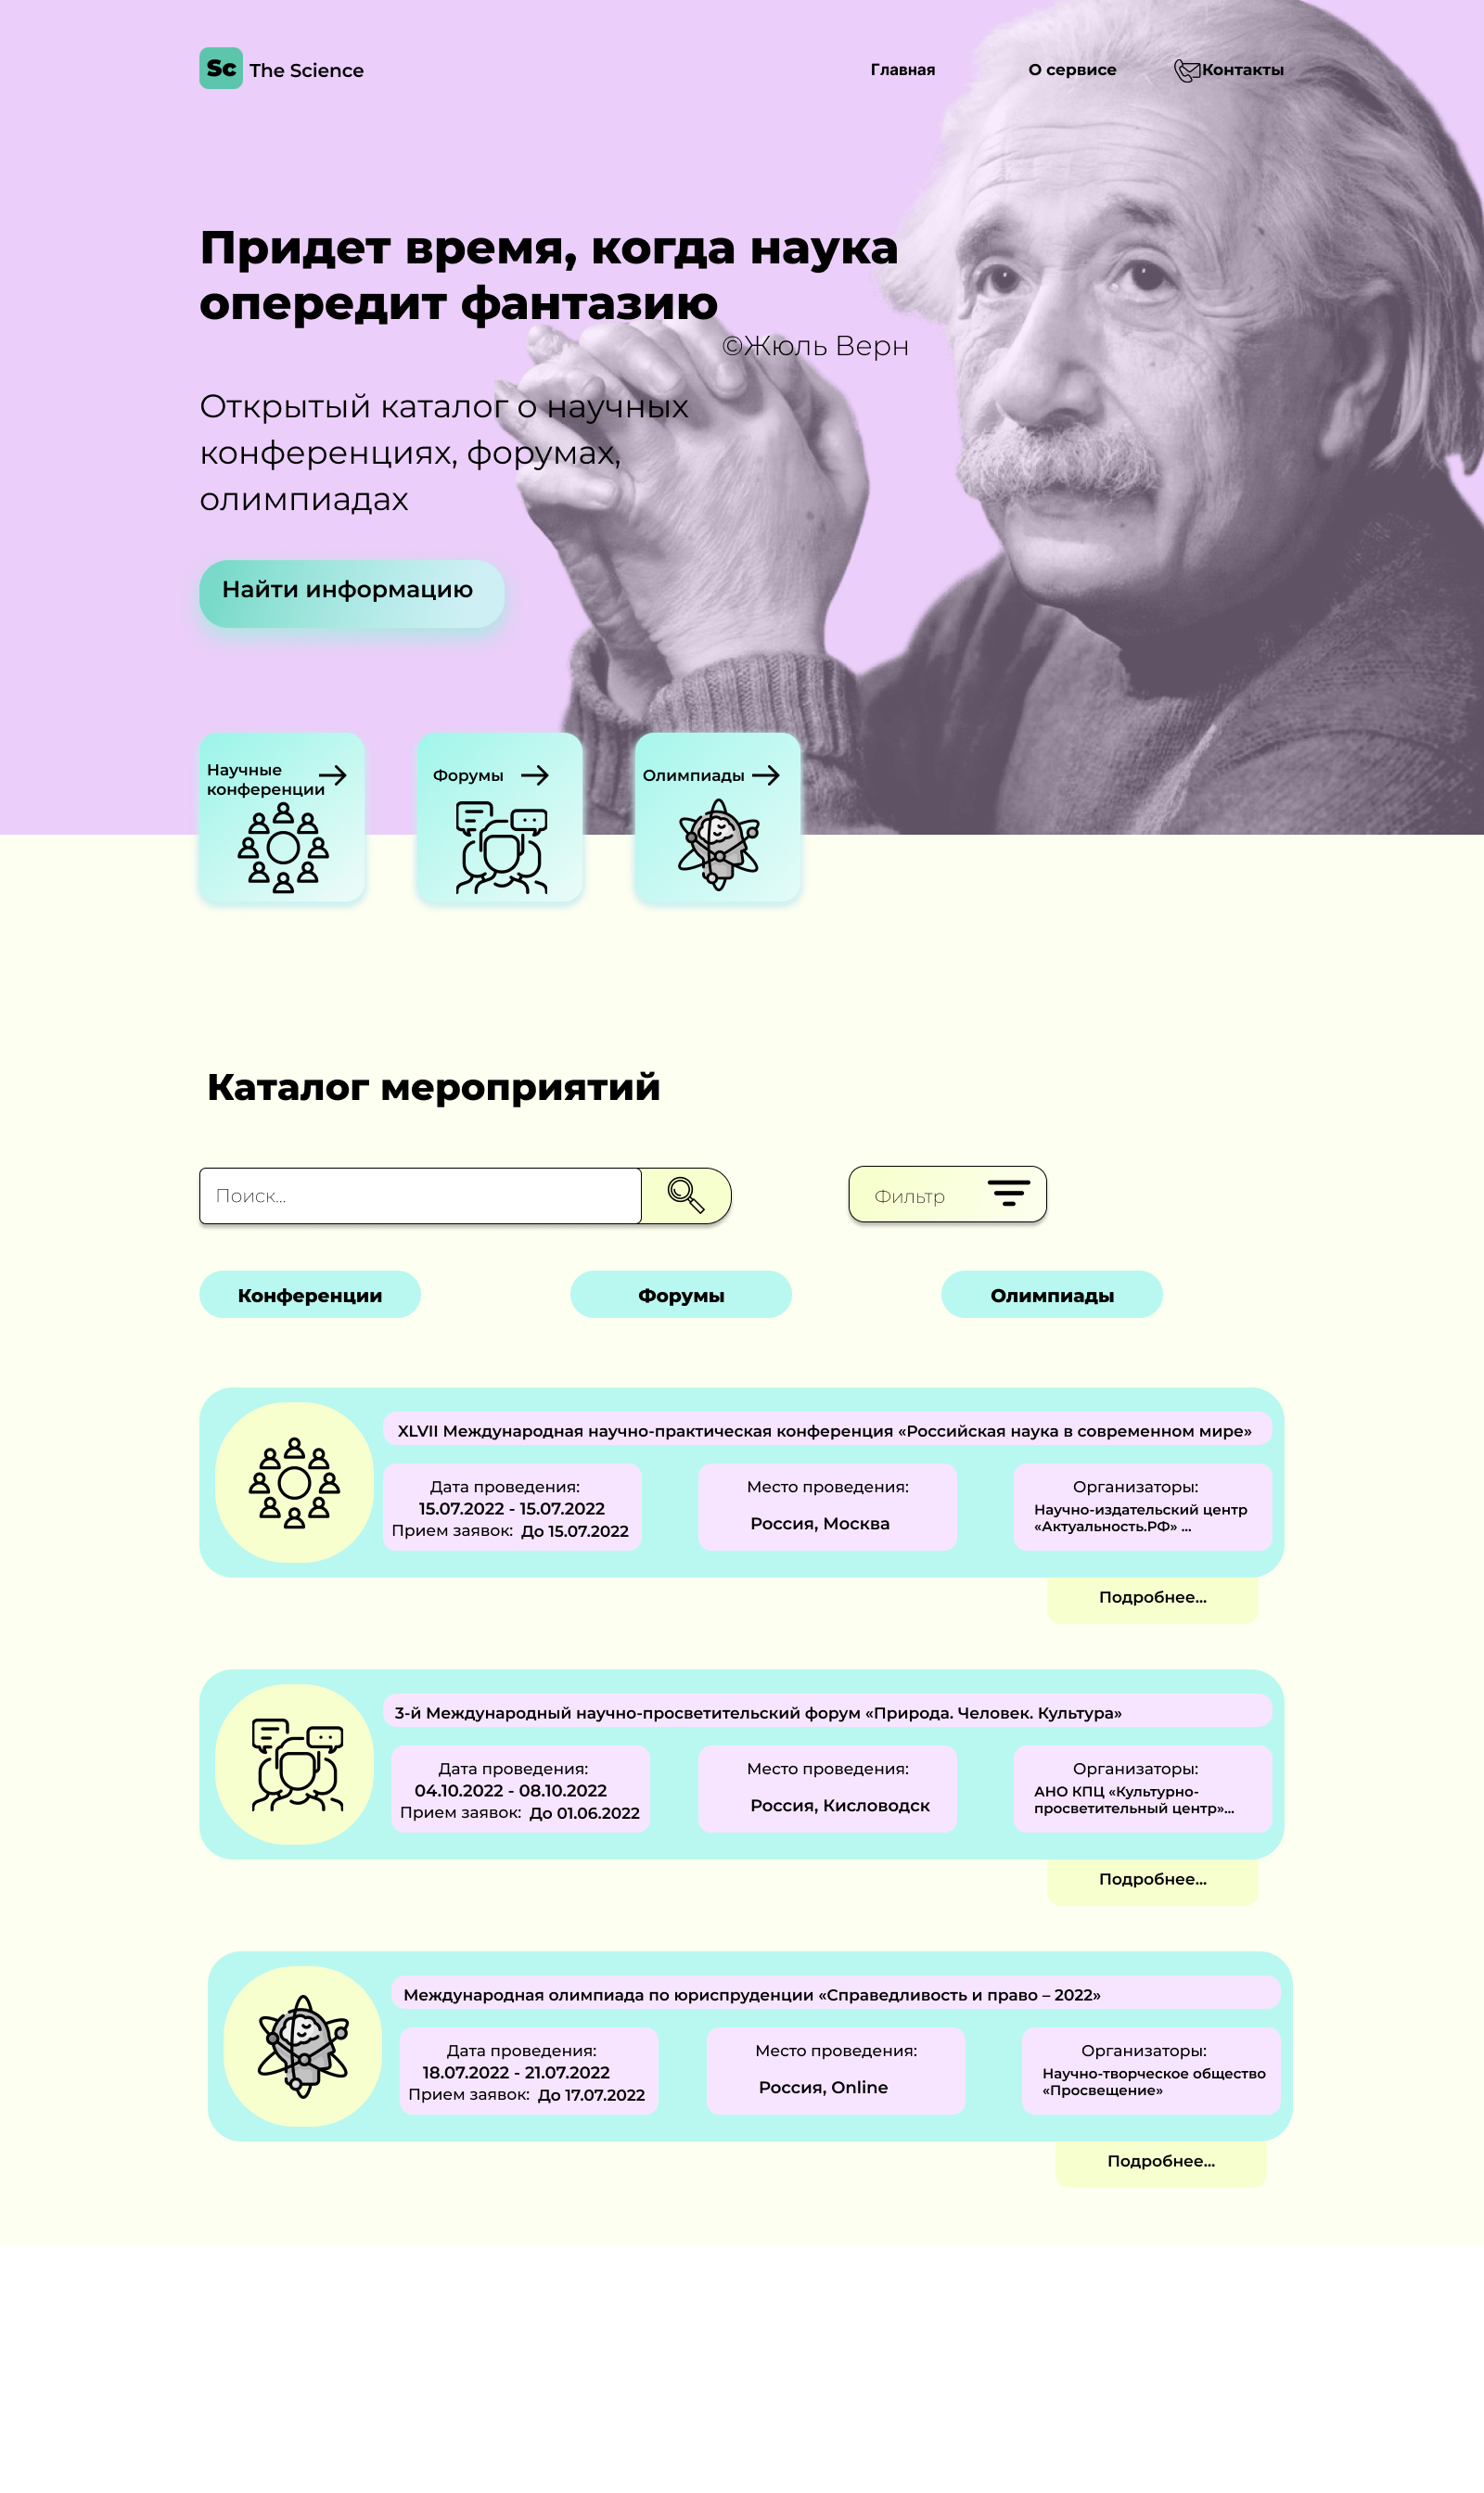 Sc The Science
Главная
О сервисе
Контакты
Придет время, когда наука
опередит фантазию
©Жюль Верн
Открытый каталог о научных
конференциях, форумах,
олимпиадах
Найти информацию
Научные
конференции
Форумы
Олимпиады
Каталог мероприятий
Поиск...
Фильтр
Конференции
Форумы
Олимпиады
XLVII Международная научно-практическая конференция «Российская наука в современном мире»
Дата проведения:
15.07.2022 - 15.07.2022
Прием заявок: До 15.07.2022
Место проведения:
Россия, Москва
Организаторы:
Научно-издательский центр
«Актуальность.РФ» ...
Подробнее...
3-й Международный научно-просветительский форум «Природа. Человек. Культура»
Дата проведения:
04.10.2022 - 08.10.2022
Прием заявок: До 01.06.2022
Место проведения:
Россия, Кисловодск
Организаторы:
АНО КПЦ «Культурно-
просветительный центр»...
Подробнее...
Международная олимпиада по юриспруденции «Справедливость и право – 2022»
Дата проведения:
18.07.2022 - 21.07.2022
Прием заявок: До 17.07.2022
Место проведения:
Россия, Online
Организаторы:
Научно-творческое общество
«Просвещение»
Подробнее...